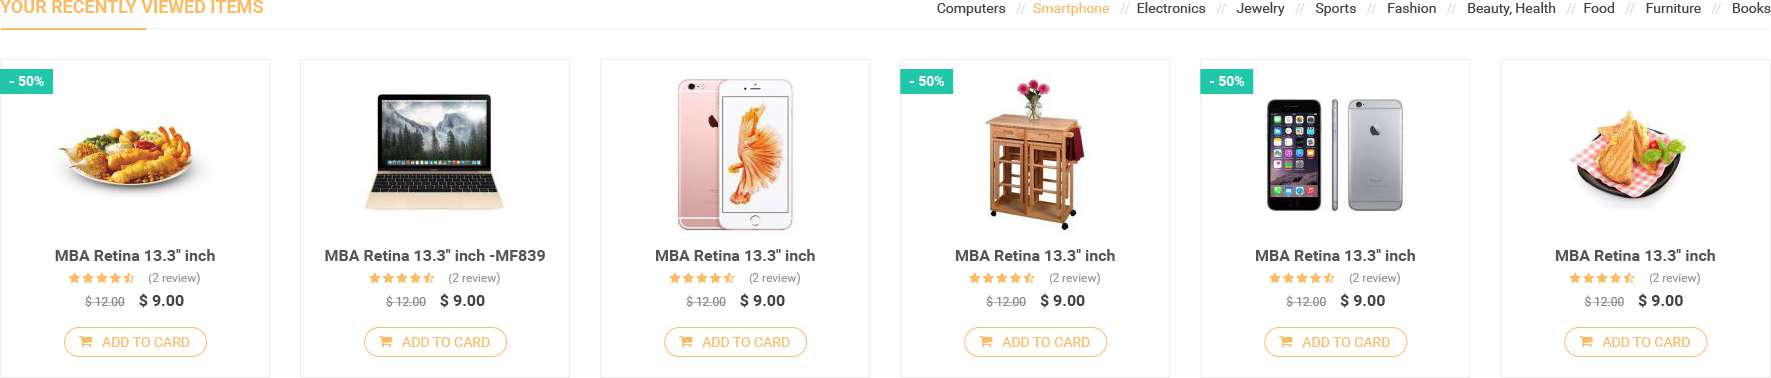 YOUR RECENTLY VIEWED ITEMS
Computers // Smartphone // Electronics // Jewelry // Sports // Fashion // Beauty, Health // Food // Furniture // Books
- 50%
MBA Retina 13.3" inch
(2 review)
$ 12.00 $ 9.00
ADD TO CARD
MBA Retina 13.3" inch -MF839
(2 review)
$ 12.00 $ 9.00
ADD TO CARD
MBA Retina 13.3" inch
(2 review)
$ 12.00 $ 9.00
ADD TO CARD
- 50%
MBA Retina 13.3" inch
(2 review)
$ 12.00 $ 9.00
ADD TO CARD
- 50%
MBA Retina 13.3" inch
(2 review)
$ 12.00 $ 9.00
ADD TO CARD
MBA Retina 13.3" inch
(2 review)
$ 12.00 $ 9.00
ADD TO CARD